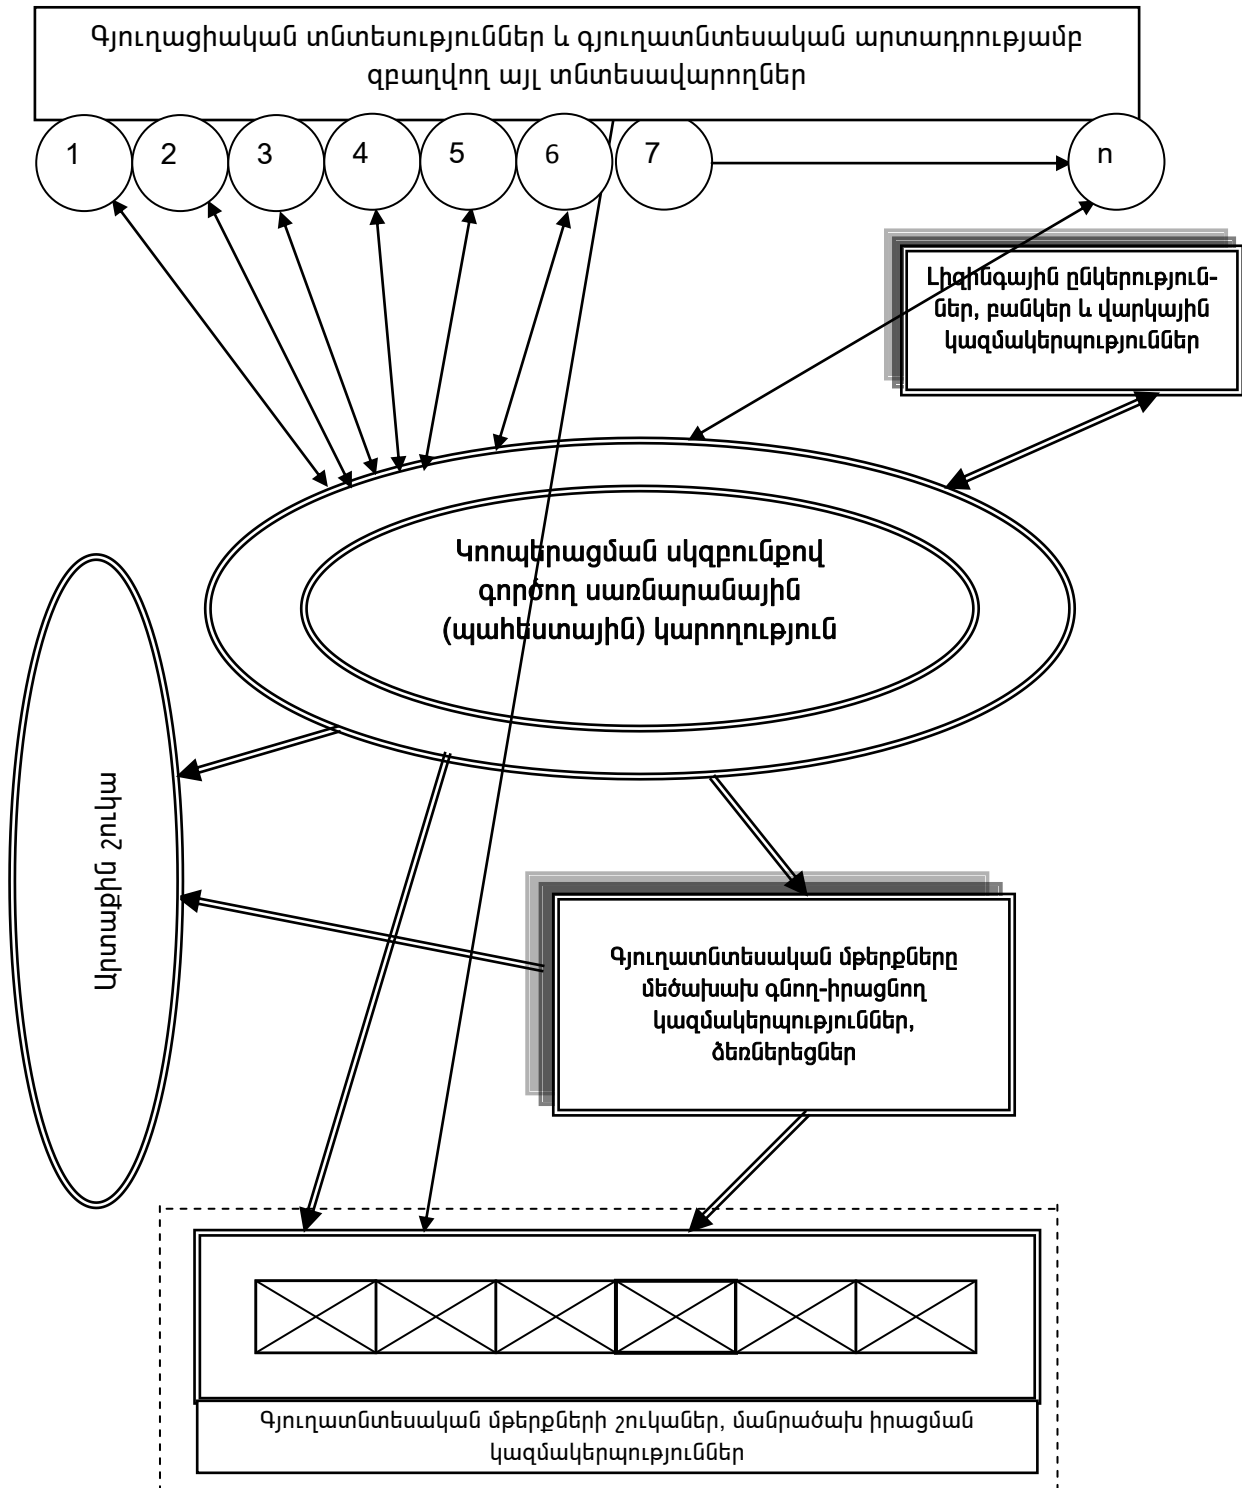 Գյուղացիական տնտեսություններ և գյուղատնտեսական արտադրությամբ
զբաղվող այլ տնտեսավարողներ
1 2 3 4 5 6 7 n
Լիզինգային ընկերություն-
ներ, բանկեր և վարկային
կազմակերպություններ
Կոոպերացման սկզբունքով
գործող սառնարանային
(պահեստային) կարողություն
Արտաքին շուկա
Գյուղատնտեսական մթերքները
մեծախախ գնող-իրացնող
կազմակերպություններ,
ձեռներեցներ
Գյուղատնտեսական մթերքների շուկաներ, մանրածախ իրացման
կազմակերպություններ